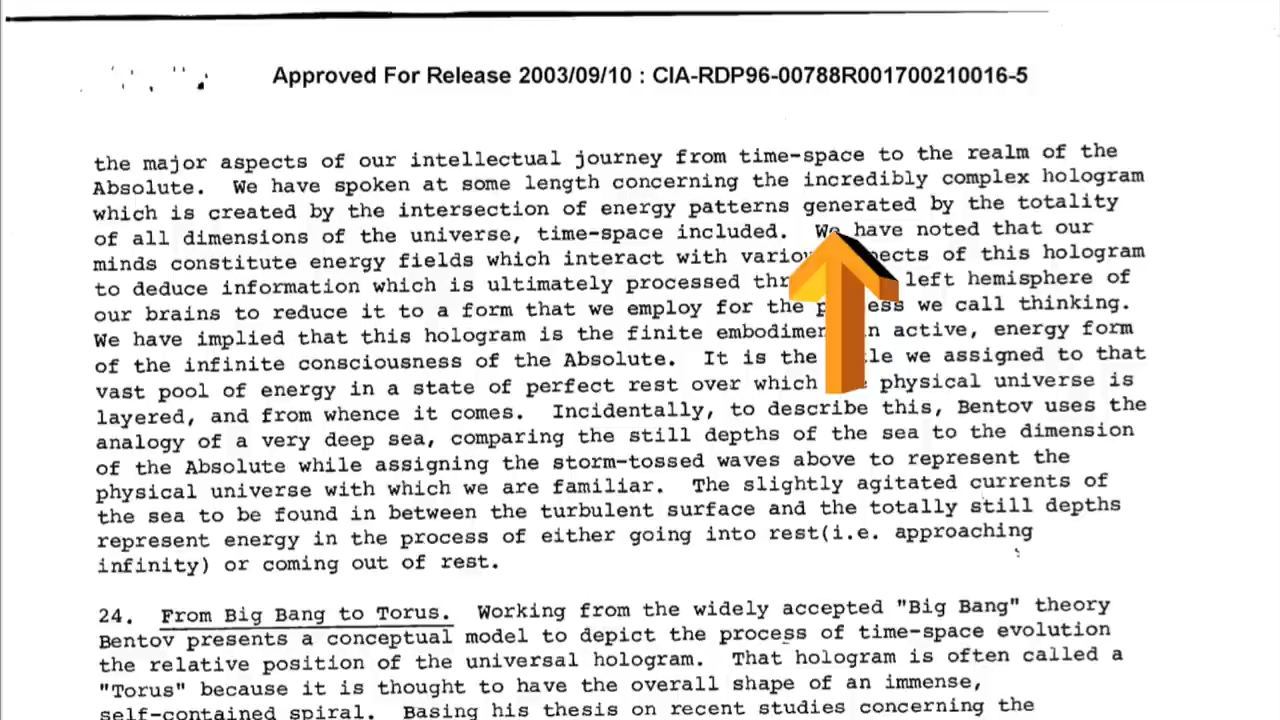 Approved For Release 2003/09/10 : CIA-RDP96-00788R001700210016-5
the major aspects of our intellectual journey from time-space to the realm of the
Absolute. We have spoken at some length concerning the incredibly complex hologram
which is created by the intersection of energy patterns generated by the totality
of all dimensions of the universe, time-space included. We have noted that our
minds constitute energy fields which interact with of this hologram
to deduce information which is ultimately processed left hemisphere of
our brains to reduce it to a form that we employ for the we call thinking.
We have implied that this hologram is the finite active, energy form
of the infinite consciousness of the Absolute. It is the we assigned to that
vast pool of energy in a state of perfect rest over which physical universe is
layered, and from whence it comes. Incidentally, to describe this, Bentov uses the
analogy of a very deep sea, comparing the still depths of the sea to the dimension
of the Absolute while assigning the storm-tossed waves above to represent the
physical universe with which we are familiar. The slightly agitated currents of
the sea to be found in between the turbulent surface and the totally still depths
represent energy in the process of either going into rest(i.e. approaching
infinity) or coming out of rest.
24. From Big Bang to Torus. Working from the widely accepted "Big Bang" theory
Bentov presents a conceptual model to depict the process of time-space evolution
the relative position of the universal hologram. That hologram is often called a
"Torus" because it is thought to have the overall shape of an immense,
self-contained spiral. Basing his thesis on recent studies concerning the